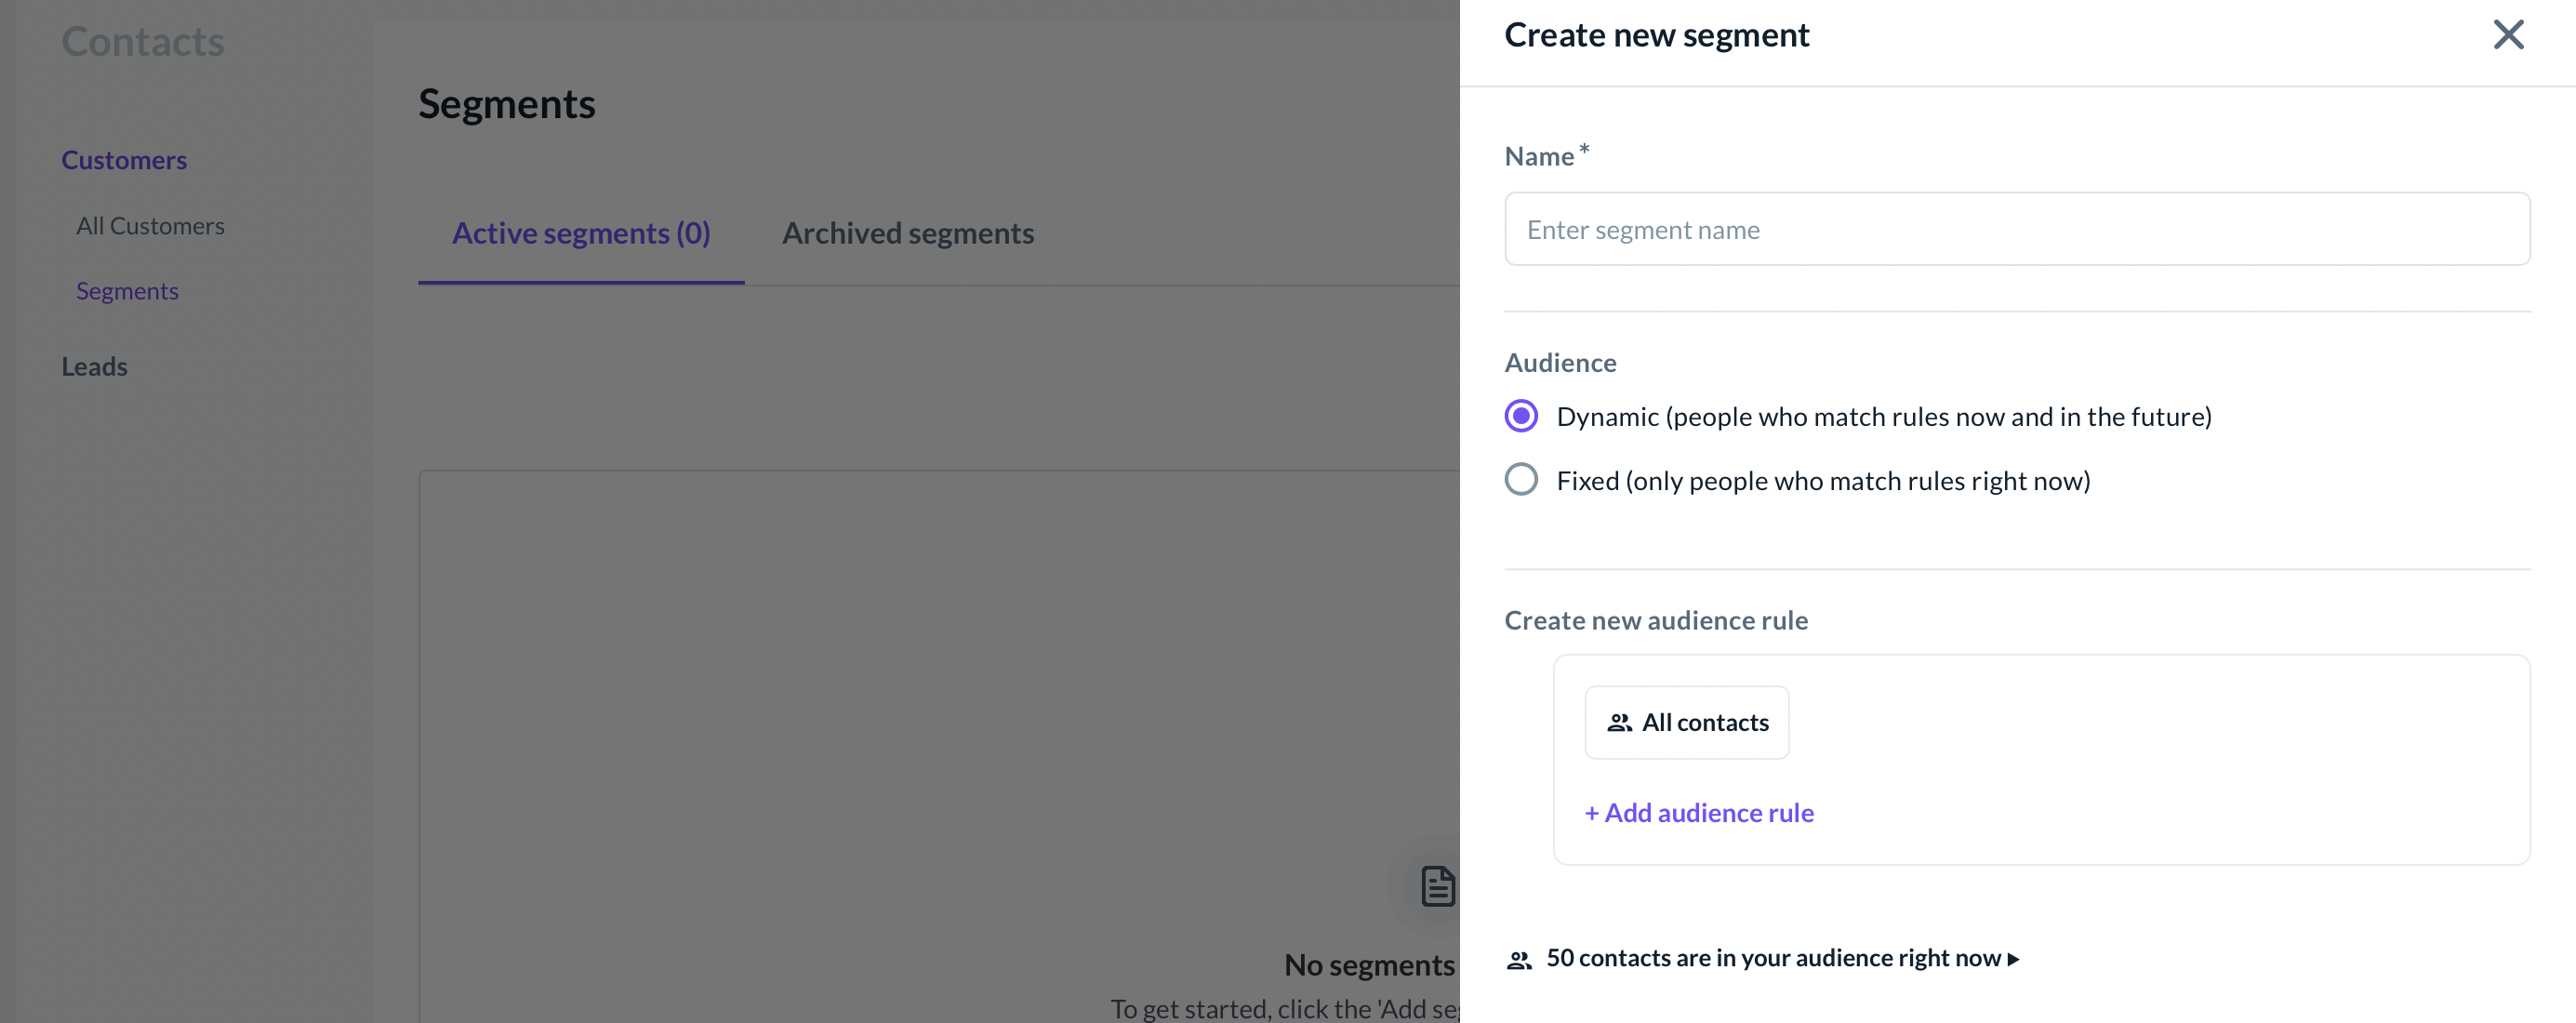 Contacts
Customers
All Customers
Segments
Leads
Segments
Active segments (0)
Archived segments
No segments
To get started, click the 'Add
Create new segment
Name*
Enter segment name
Audience
Dynamic (people who match rules now and in the future)
Fixed (only people who match rules right now)
Create new audience rule
All contacts
+ Add audience rule
50 contacts are in your audience right now ▸